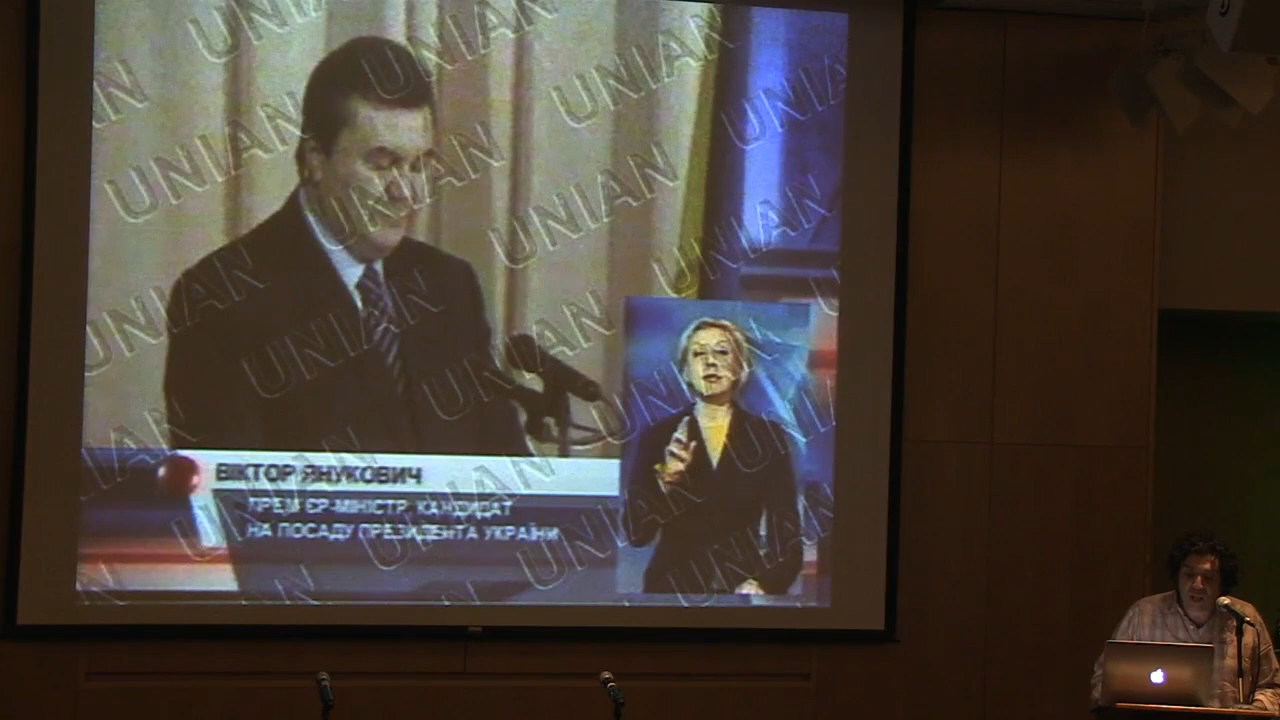 UNIAN
ВІКТОР ЯНУКОВИЧ
ПРЕМ'ЄР-МІНІСТР, КАНДИДАТ
НА ПОСАДУ ПРЕЗИДЕНТА УКРАЇНИ